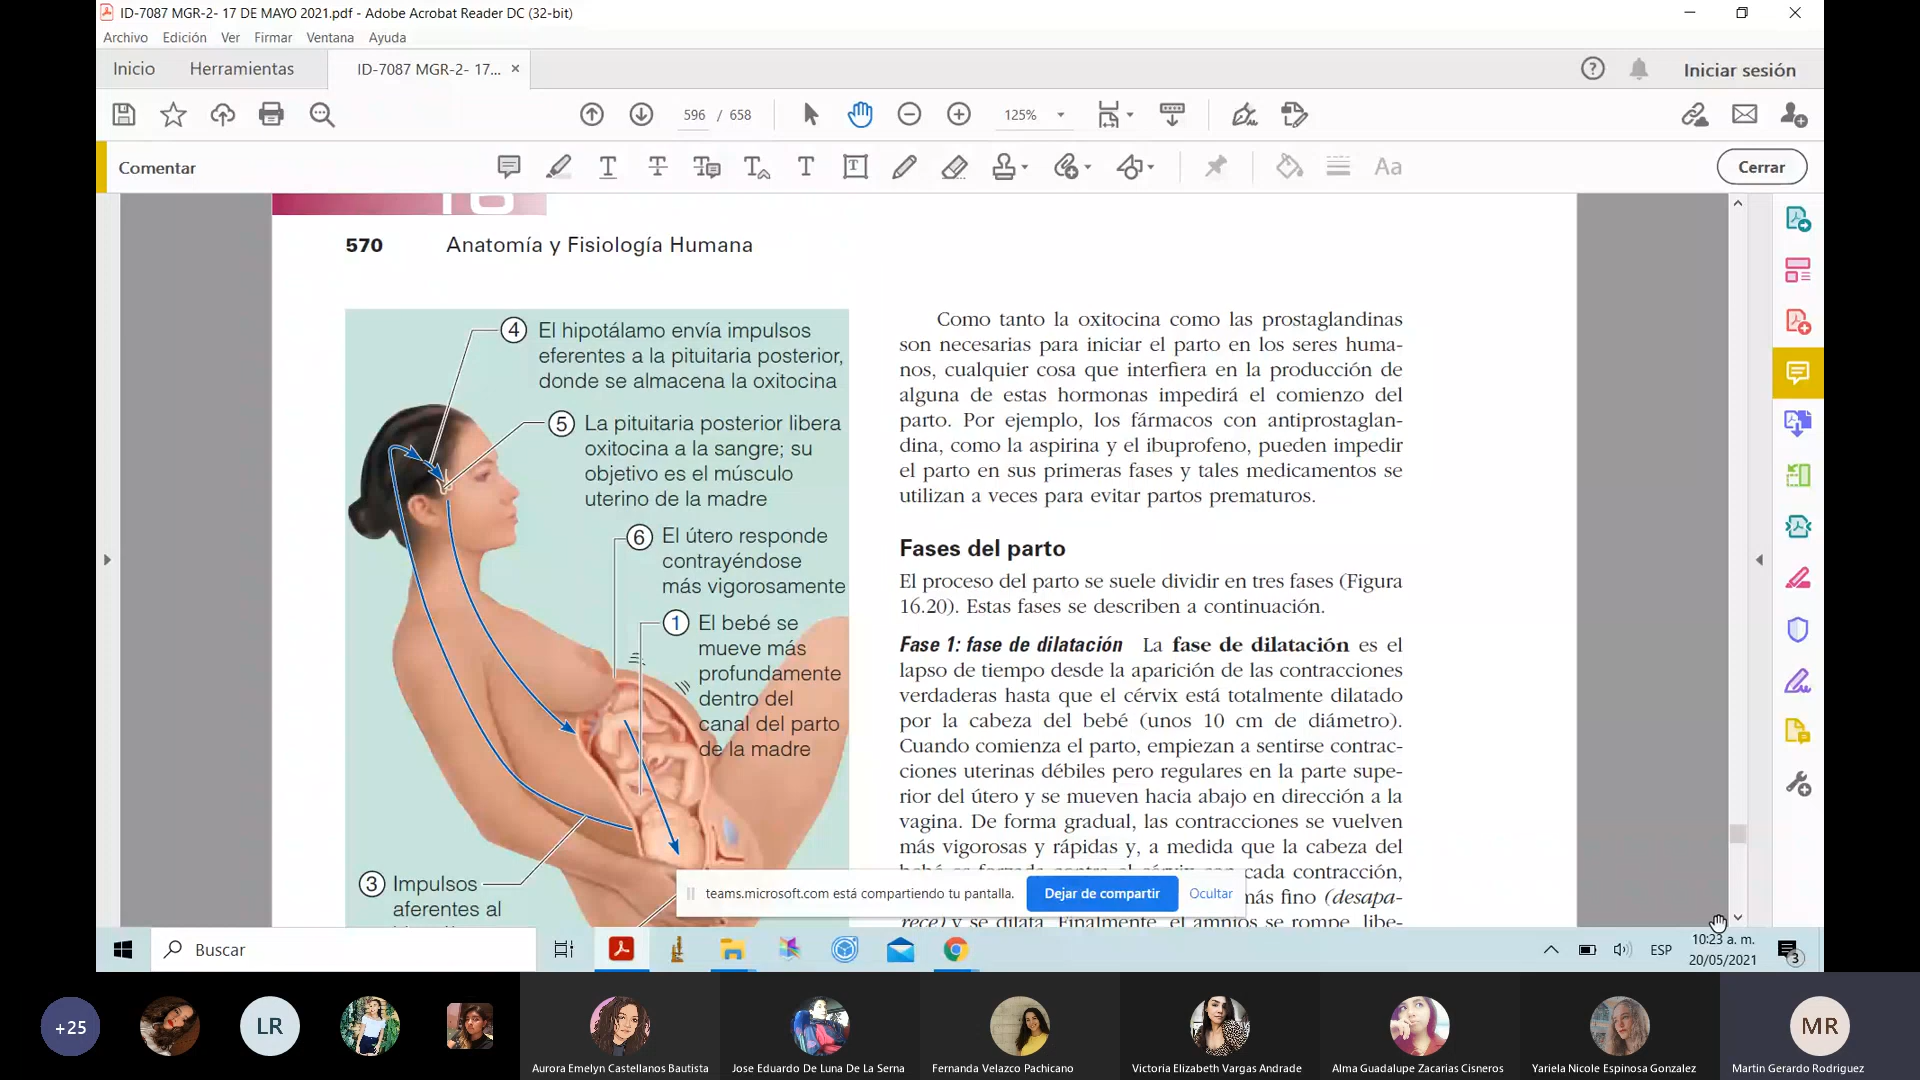 ID-7087 MGR-2- 17 DE MAYO 2021.pdf - Adobe Acrobat Reader DC (32-bit)
Archivo Edición Ver Firmar Ventana Ayuda
Inicio Herramientas ID-7087 MGR-2- 17... × Iniciar sesión
596 / 658 125%
Comentar Cerrar
570 Anatomía y Fisiología Humana
4 El hipotálamo envía impulsos
eferentes a la pituitaria posterior,
donde se almacena la oxitocina
5 La pituitaria posterior libera
oxitocina a la sangre; su
objetivo es el músculo
uterino de la madre
6 El útero responde
contrayéndose
más vigorosamente
1 El bebé se
mueve más
profundamente
dentro del
canal del parto
de la madre
3 Impulsos
aferentes al
Como tanto la oxitocina como las prostaglandinas
son necesarias para iniciar el parto en los seres huma-
nos, cualquier cosa que interfiera en la producción de
alguna de estas hormonas impedirá el comienzo del
parto. Por ejemplo, los fármacos con antiprostaglan-
dina, como la aspirina y el ibuprofeno, pueden impedir
el parto en sus primeras fases y tales medicamentos se
utilizan a veces para evitar partos prematuros.
Fases del parto
El proceso del parto se suele dividir en tres fases (Figura
16.20). Estas fases se describen a continuación.
Fase 1: fase de dilatación La fase de dilatación es el
lapso de tiempo desde la aparición de las contracciones
verdaderas hasta que el cérvix está totalmente dilatado
por la cabeza del bebé (unos 10 cm de diámetro).
Cuando comienza el parto, empiezan a sentirse contrac-
ciones uterinas débiles pero regulares en la parte supe-
rior del útero y se mueven hacia abajo en dirección a la
vagina. De forma gradual, las contracciones se vuelven
más vigorosas y rápidas y, a medida que la cabeza del
cada contracción,
más fino (desapa-
rece) y se dilata. Finalmente, el amnios se rompe, libe-
teams.microsoft.com está compartiendo tu pantalla. Dejar de compartir Ocultar
Buscar
ESP
10:23 a. m.
20/05/2021
3
+25 LR MR
Aurora Emelyn Castellanos Bautista
Jose Eduardo De Luna De La Serna
Fernanda Velazco Pachicano
Victoria Elizabeth Vargas Andrade
Alma Guadalupe Zacarias Cisneros
Yariela Nicole Espinosa Gonzalez
Martin Gerardo Rodriguez